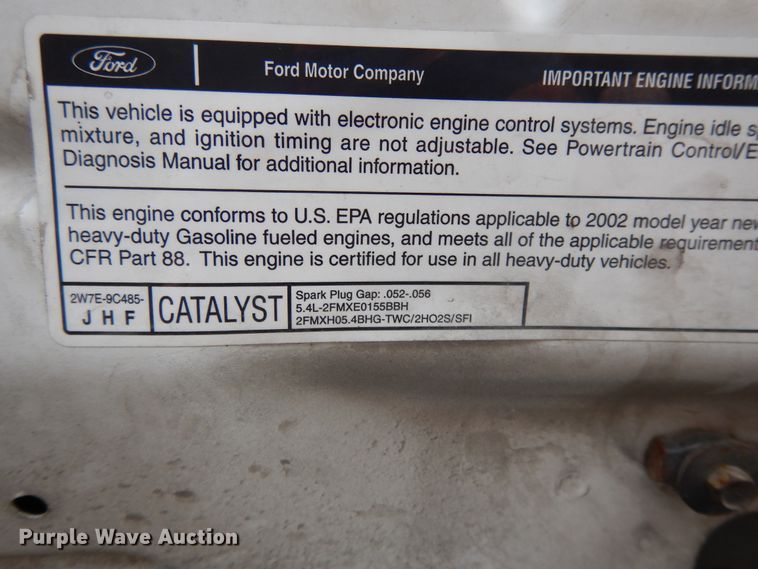 Ford
Ford Motor Company
IMPORTANT ENGINE INFORM
This vehicle is equipped with electronic engine control systems. Engine idle s
mixture, and ignition timing are not adjustable. See Powertrain Control/E
Diagnosis Manual for additional information.
This engine conforms to U.S. EPA regulations applicable to 2002 model year new
heavy-duty Gasoline fueled engines, and meets all of the applicable requirement
CFR Part 88. This engine is certified for use in all heavy-duty vehicles.
2W7E-9C485-
J H F
CATALYST
Spark Plug Gap: .052-.056
5.4L-2FMXE0155BBH
2FMXH05.4BHG-TWC/2HO2S/SFI
Purple Wave Auction